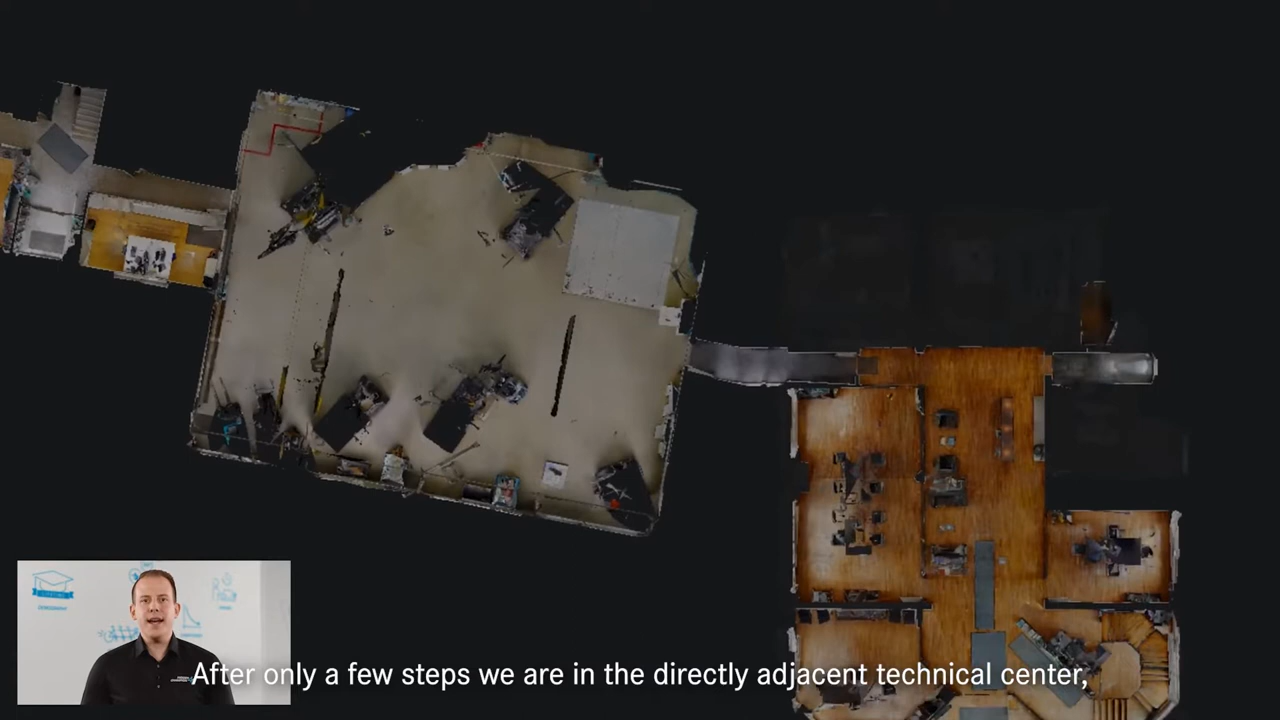 After only a few steps we are in the directly adjacent technical center,